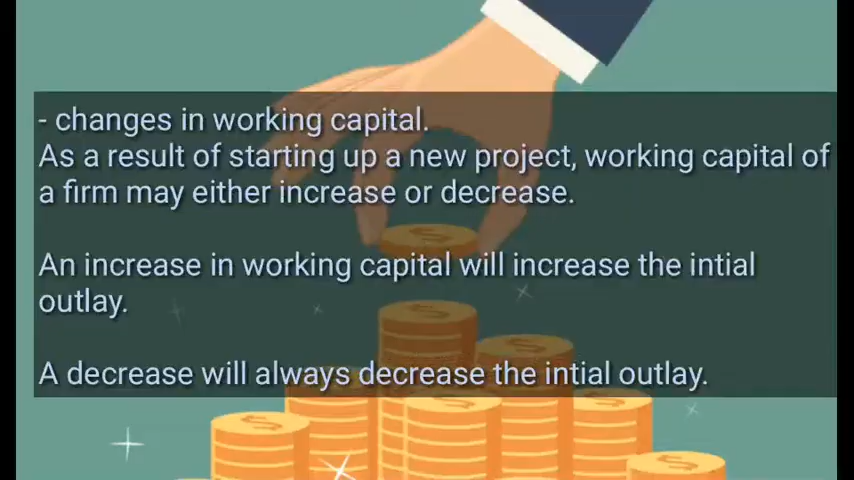 - changes in working capital.
As a result of starting up a new project, working capital of
a firm may either increase or decrease.
An increase in working capital will increase the intial
outlay.
A decrease will always decrease the intial outlay.